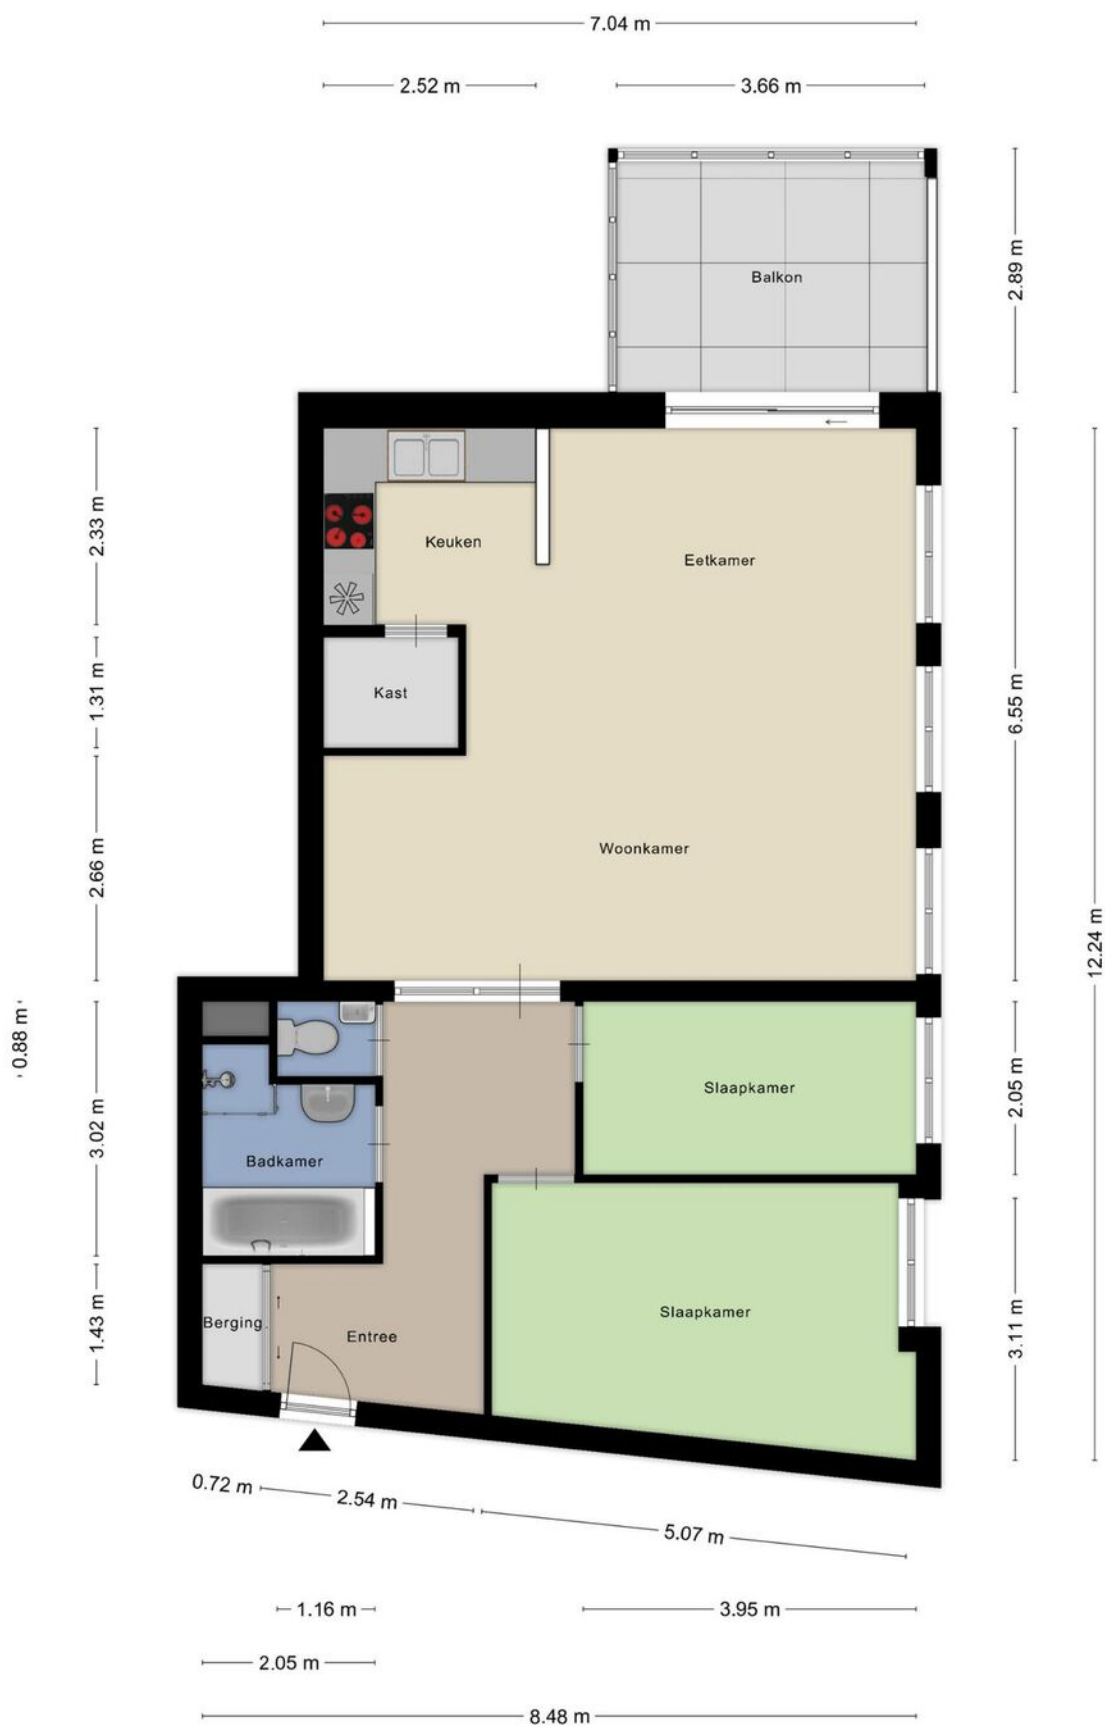 7.04 m
2.52 m
3.66 m
2.89 m
Balkon
2.33 m
Keuken
Eetkamer
1.31 m
Kast
6.55 m
2.66 m
Woonkamer
12.24 m
0.88 m
3.02 m
2.05 m
Slaapkamer
Badkamer
1.43 m
Berging
Entree
Slaapkamer
3.11 m
0.72 m
2.54 m
5.07 m
1.16 m
3.95 m
2.05 m
8.48 m